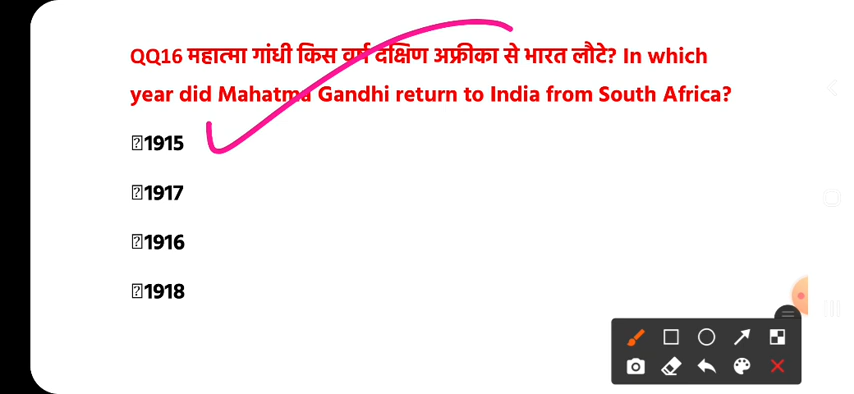 QQ16 महात्मा गांधी किस वर्ष दक्षिण अफ्रीका से भारत लौटे? In which
year did Mahatma Gandhi return to India from South Africa?
1915
1917
1916
1918